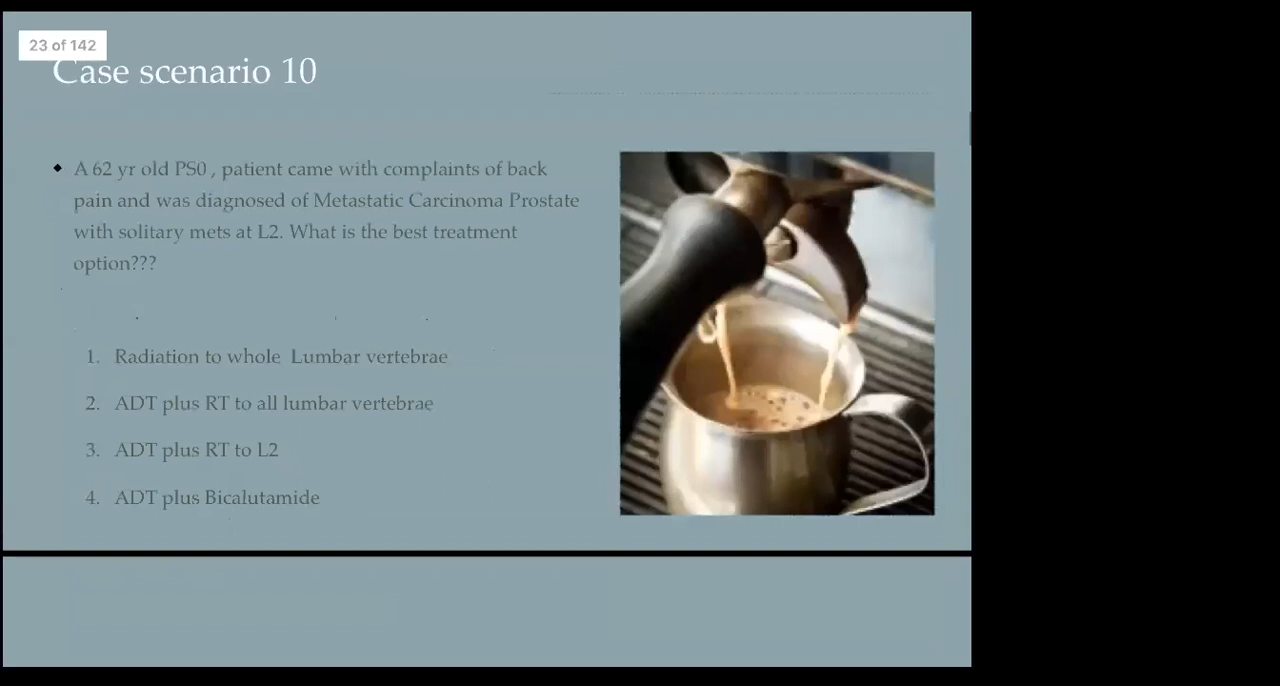 23 of 142
Case scenario 10
A 62 yr old PS0 , patient came with complaints of back
pain and was diagnosed of Metastatic Carcinoma Prostate
with solitary mets at L2. What is the best treatment
option???
1. Radiation to whole Lumbar vertebrae
2. ADT plus RT to all lumbar vertebrae
3. ADT plus RT to L2
4. ADT plus Bicalutamide